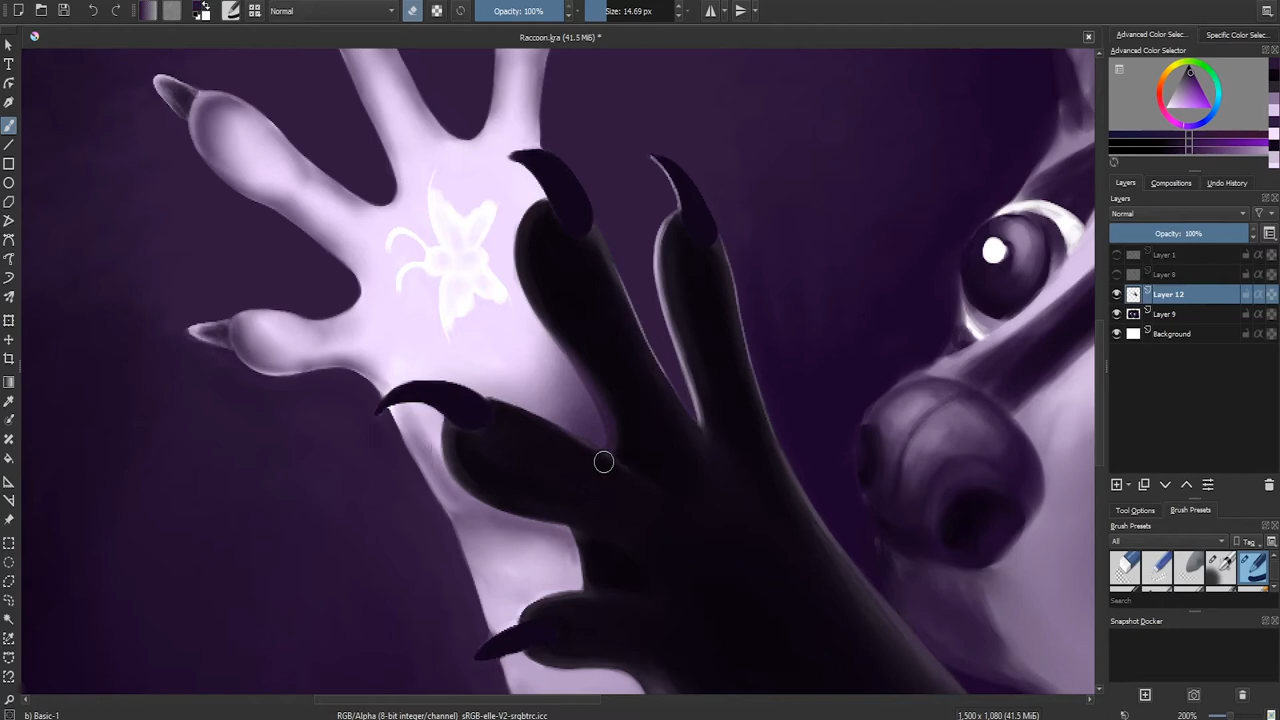 Normal
Opacity: 100%
Size: 14.69 px
Raccoon.kra (41.5 MiB) *
Advanced Color Selec...
Specific Color Selec...
Advanced Color Selector
Layers
Compositions
Undo History
Layers
Normal
Opacity: 100%
Layer 1
Layer 8
Layer 12
Layer 9
Background
Tool Options
Brush Presets
Brush Presets
All
Tag
Search
Snapshot Docker
b) Basic-1
RGB/Alpha (8-bit integer/channel) sRGB-elle-V2-srgbtrc.icc
1,500 x 1,080 (41.5 MiB)
200%